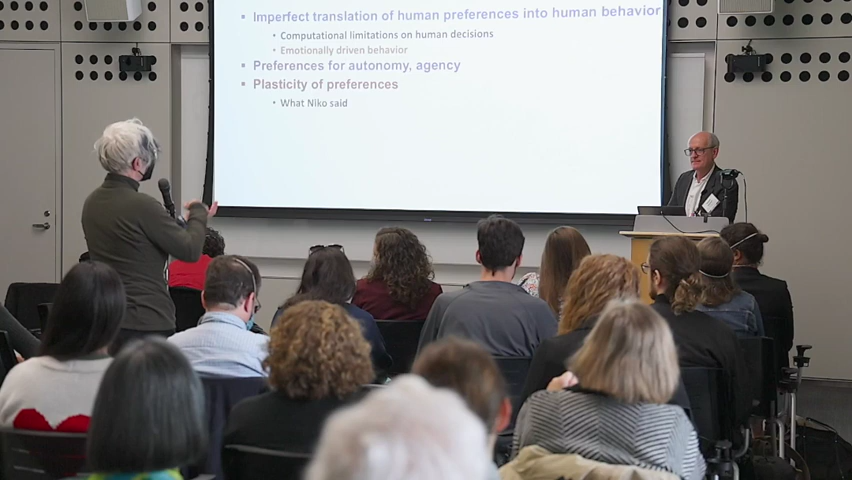 Imperfect translation of human preferences into human behavior
Computational limitations on human decisions
Emotionally driven behavior
Preferences for autonomy, agency
Plasticity of preferences
What Niko said